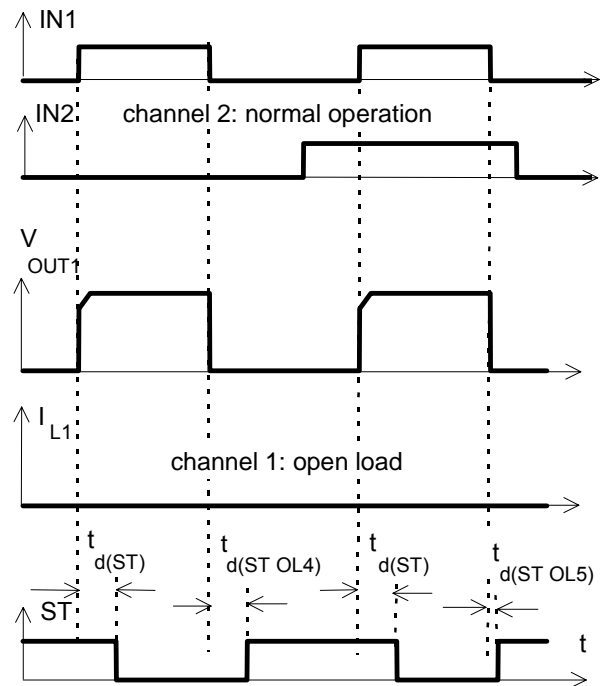 IN1
IN2
channel 2: normal operation
V
OUT1
I
L1
channel 1: open load
t
d(ST)
t
d(ST OL4)
t
d(ST)
t
d(ST OL5)
ST
t